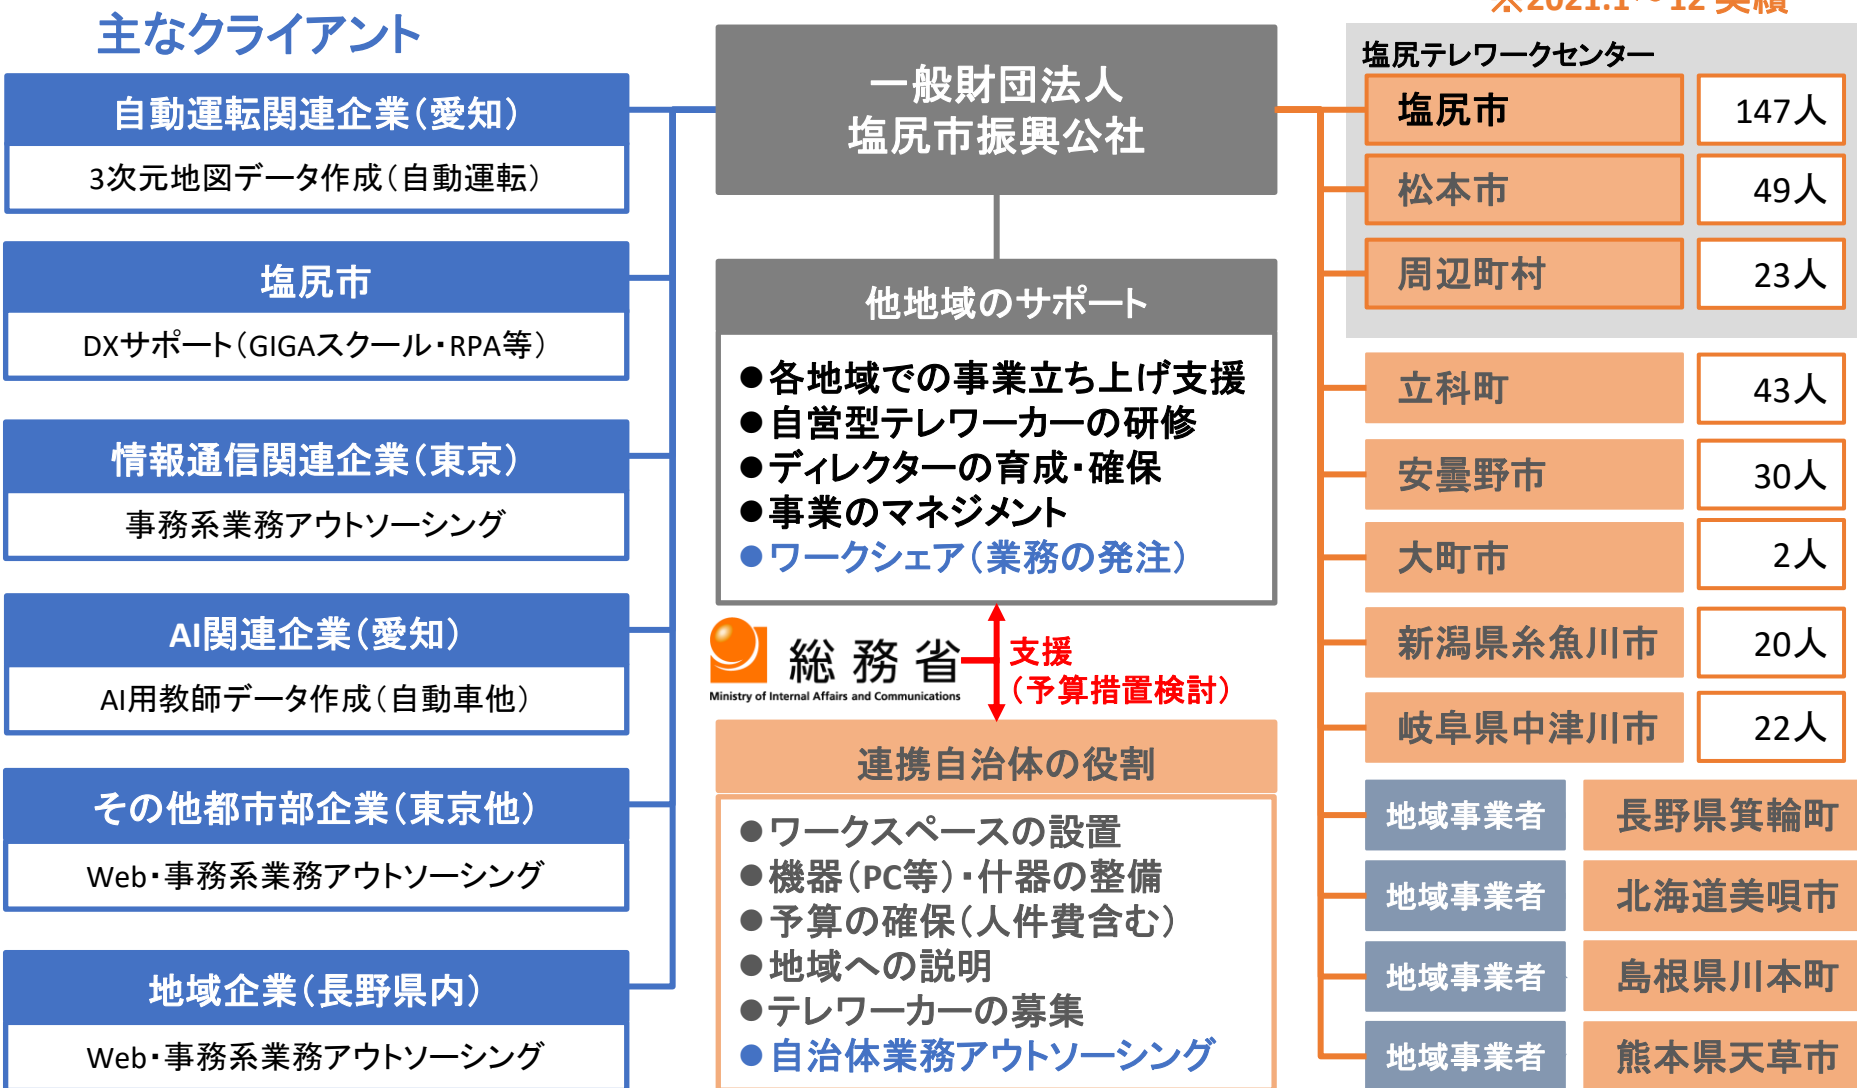 主なクライアント
自動運転関連企業（愛知）
3次元地図データ作成（自動運転）
塩尻市
DXサポート（GIGAスクール・RPA等）
情報通信関連企業（東京）
事務系業務アウトソーシング
AI関連企業（愛知）
AI用教師データ作成（自動車他）
その他都市部企業（東京他）
Web・事務系業務アウトソーシング
地域企業（長野県内）
Web・事務系業務アウトソーシング
一般財団法人
塩尻市振興公社
他地域のサポート
●各地域での事業立ち上げ支援
●自営型テレワーカーの研修
●ディレクターの育成・確保
●事業のマネジメント
●ワークシェア（業務の発注）
総務省
Ministry of Internal Affairs and Communications
支援
（予算措置検討）
連携自治体の役割
●ワークスペースの設置
●機器（PC等）・什器の整備
●予算の確保（人件費含む）
●地域への説明
●テレワーカーの募集
●自治体業務アウトソーシング
※2021.1～12 実績
塩尻テレワークセンター
塩尻市 147人
松本市 49人
周辺町村 23人
立科町 43人
安曇野市 30人
大町市 2人
新潟県糸魚川市 20人
岐阜県中津川市 22人
地域事業者 長野県箕輪町
地域事業者 北海道美唄市
地域事業者 島根県川本町
地域事業者 熊本県天草市